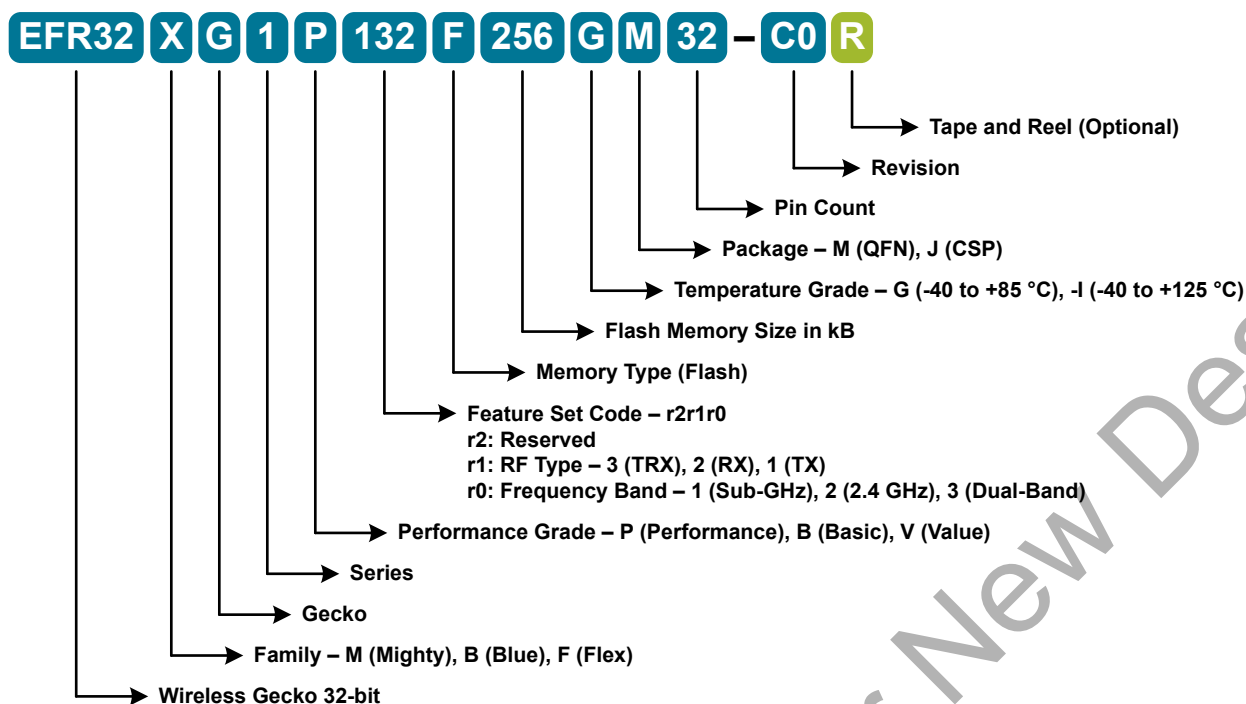 EFR32 X G 1 P 132 F 256 G M 32 – C0 R
Tape and Reel (Optional)
Revision
Pin Count
Package – M (QFN), J (CSP)
Temperature Grade – G (-40 to +85 °C), -I (-40 to +125 °C)
Flash Memory Size in kB
Memory Type (Flash)
Feature Set Code – r2r1r0
r2: Reserved
r1: RF Type – 3 (TRX), 2 (RX), 1 (TX)
r0: Frequency Band – 1 (Sub-GHz), 2 (2.4 GHz), 3 (Dual-Band)
Performance Grade – P (Performance), B (Basic), V (Value)
Series
Gecko
Family – M (Mighty), B (Blue), F (Flex)
Wireless Gecko 32-bit
New